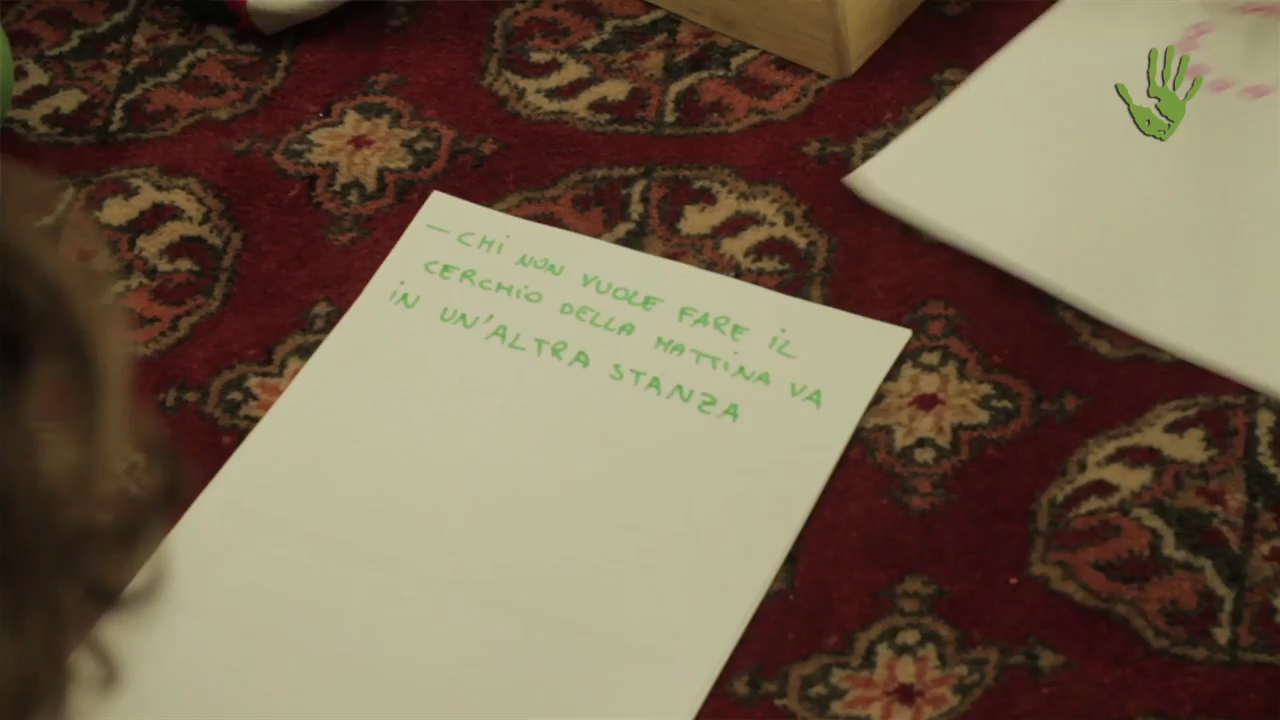 – CHi NON VUOLE FARE iL
CERCHiO DELLA MATTiNA VA
iN UN'ALTRA STANZA